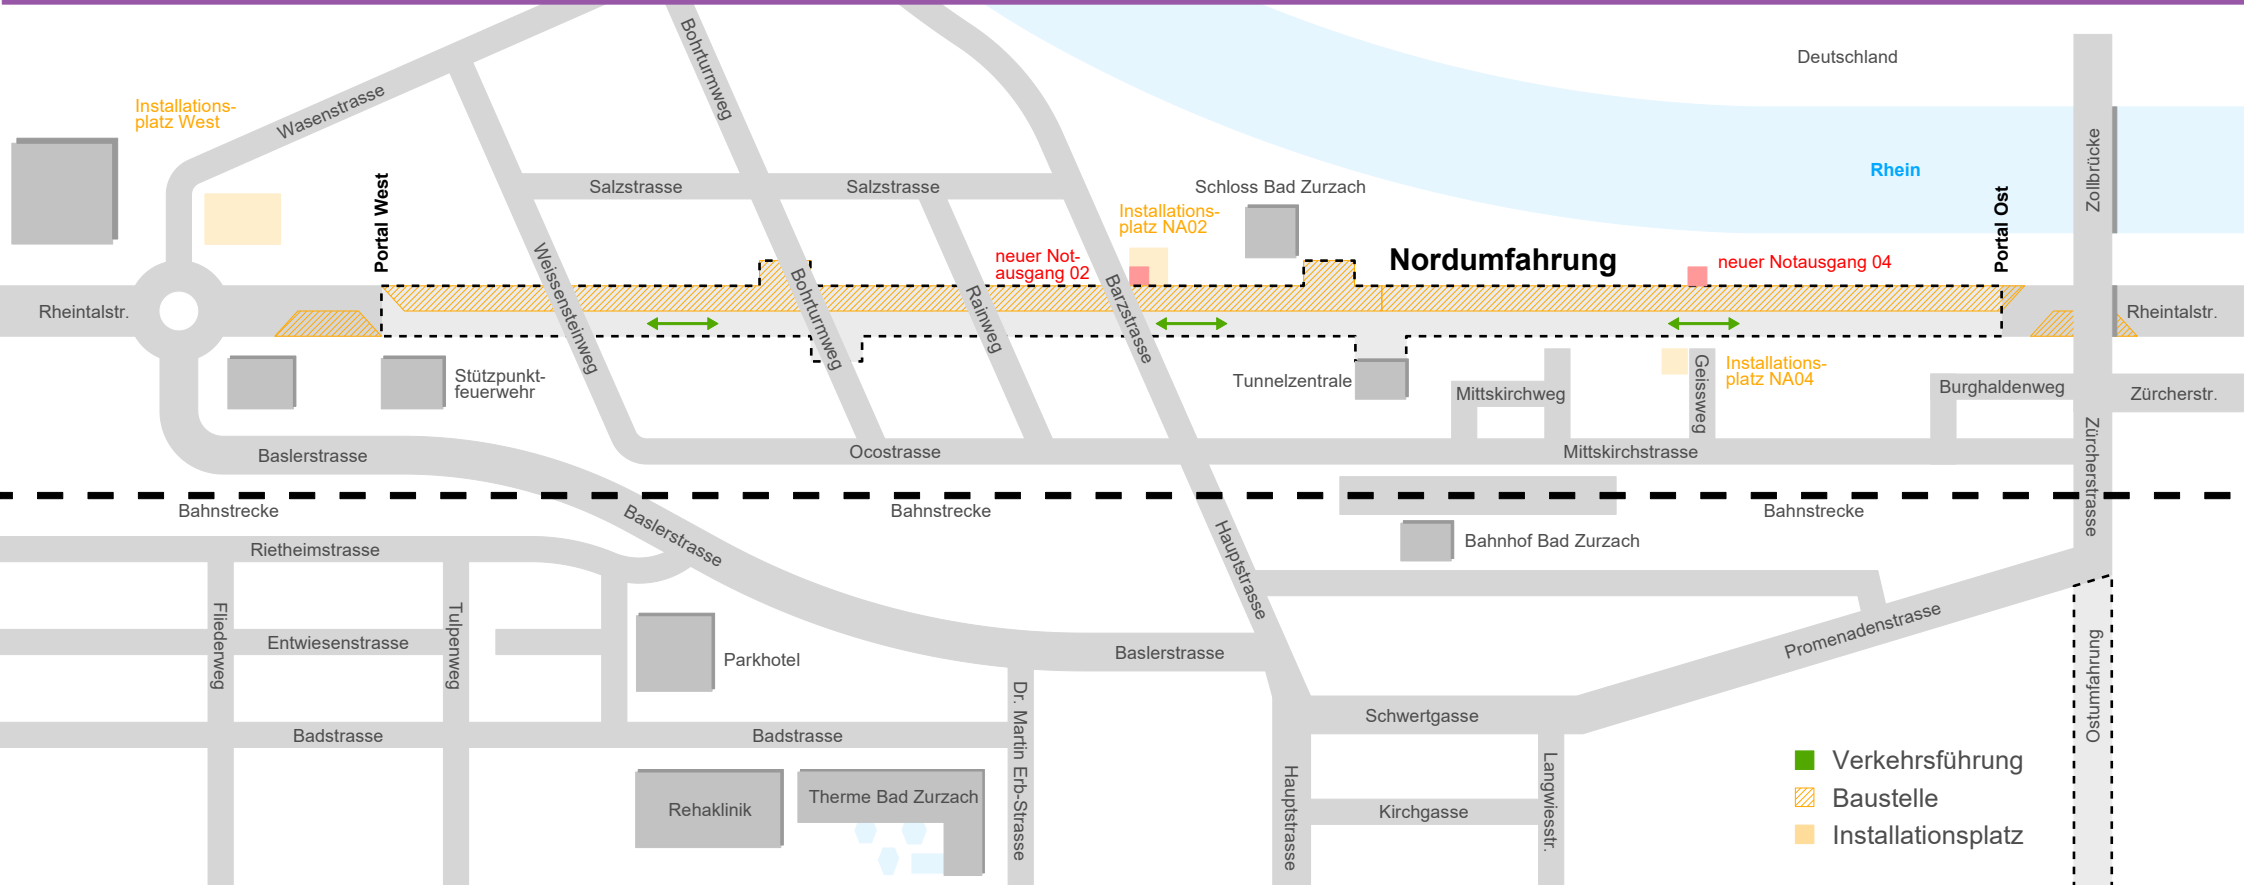 Deutschland
Bohrturmweg
Installations-
platz West
Wasenstrasse
Zollbrücke
Rhein
Salzstrasse
Salzstrasse
Schloss Bad Zurzach
Portal West
Installations-
platz NA02
Portal Ost
neuer Not-
ausgang 02
Nordumfahrung
neuer Notausgang 04
Rheintalstr.
Weissensteinweg
Bohrturmweg
Rainweg
Barzstrasse
Rheintalstr.
Stützpunkt-
feuerwehr
Tunnelzentrale
Mittskirchweg
Geissweg
Installations-
platz NA04
Burghaldenweg
Zürcherstr.
Baslerstrasse
Ocostrasse
Mittskirchstrasse
Zürcherstrasse
Bahnstrecke
Bahnstrecke
Bahnstrecke
Baslerstrasse
Hauptstrasse
Rietheimstrasse
Bahnhof Bad Zurzach
Fliedenweg
Entwiesenstrasse
Tulpenweg
Parkhotel
Baslerstrasse
Promenadenstrasse
Ostumfahrung
Badstrasse
Badstrasse
Dr. Martin Erb-Strasse
Schwertgasse
Hauptstrasse
Langwiesstr.
Kirchgasse
Rehaklinik
Therme Bad Zurzach
Verkehrsführung
Baustelle
Installationsplatz